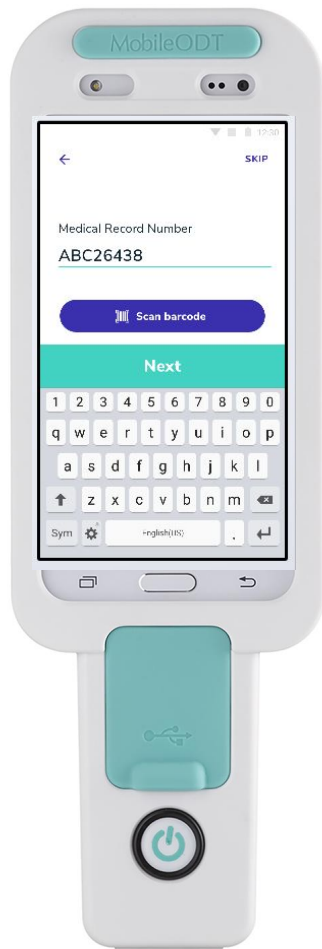 MobileODT
12:30
SKIP
Medical Record Number
ABC26438
Scan barcode
Next
1 2 3 4 5 6 7 8 9 0
q w e r t y u i o p
a s d f g h j k l
z x c v b n m
Sym English(US) .